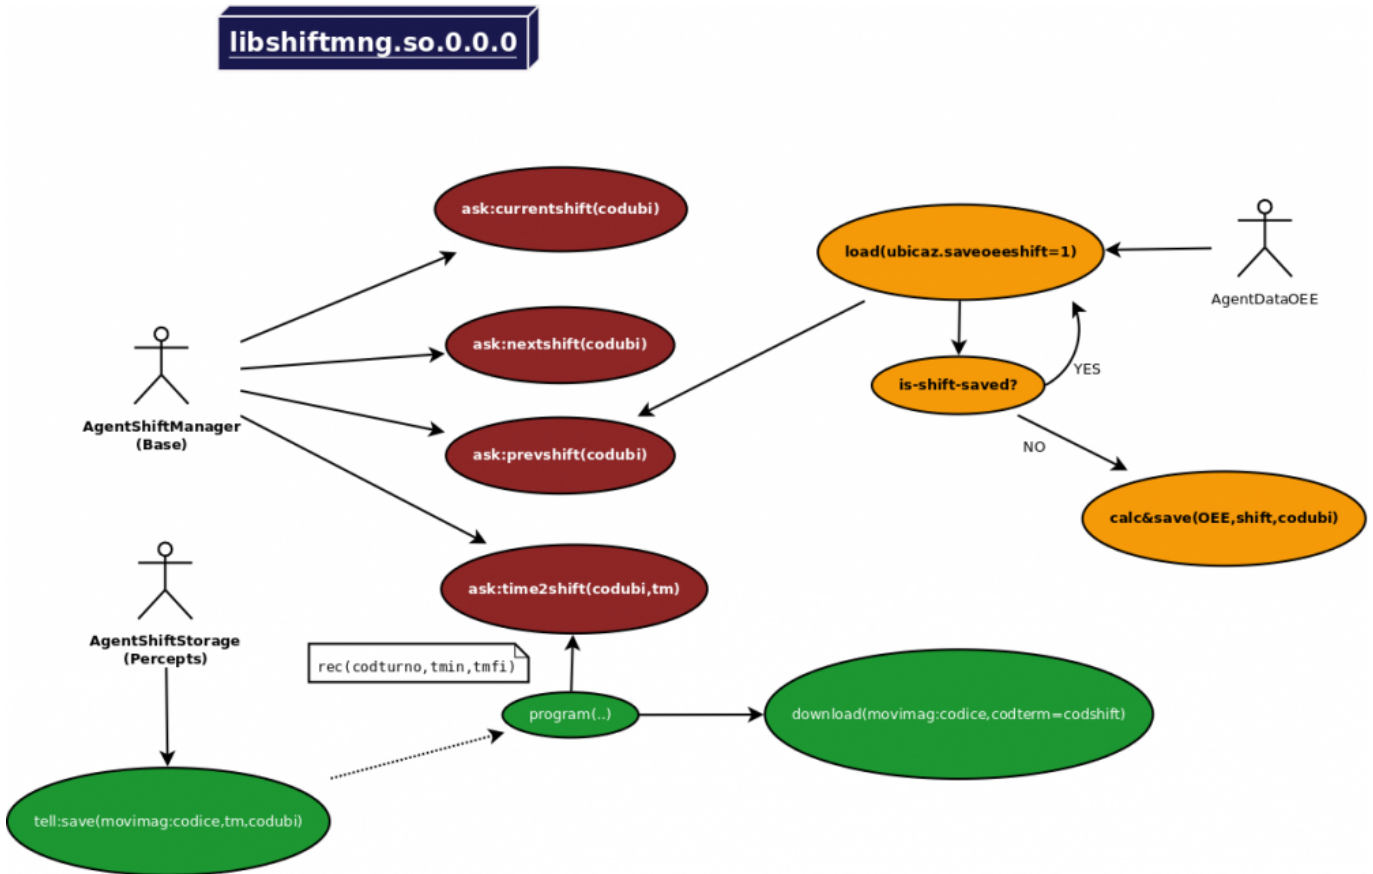 libshiftmng.so.0.0.0
ask:currentshift(codubi)
load(ubicaz.saveoeeshift=1)
AgentDataOEE
ask:nextshift(codubi)
is-shift-saved?
YES
AgentShiftManager
(Base)
ask:prevshift(codubi)
NO
calc&save(OEE,shift,codubi)
ask:time2shift(codubi,tm)
AgentShiftStorage
(Percepts)
rec(codturno,tmin,tmfi)
program(..)
download(movimag:codice,codterm=codshift)
tell:save(movimag:codice,tm,codubi)